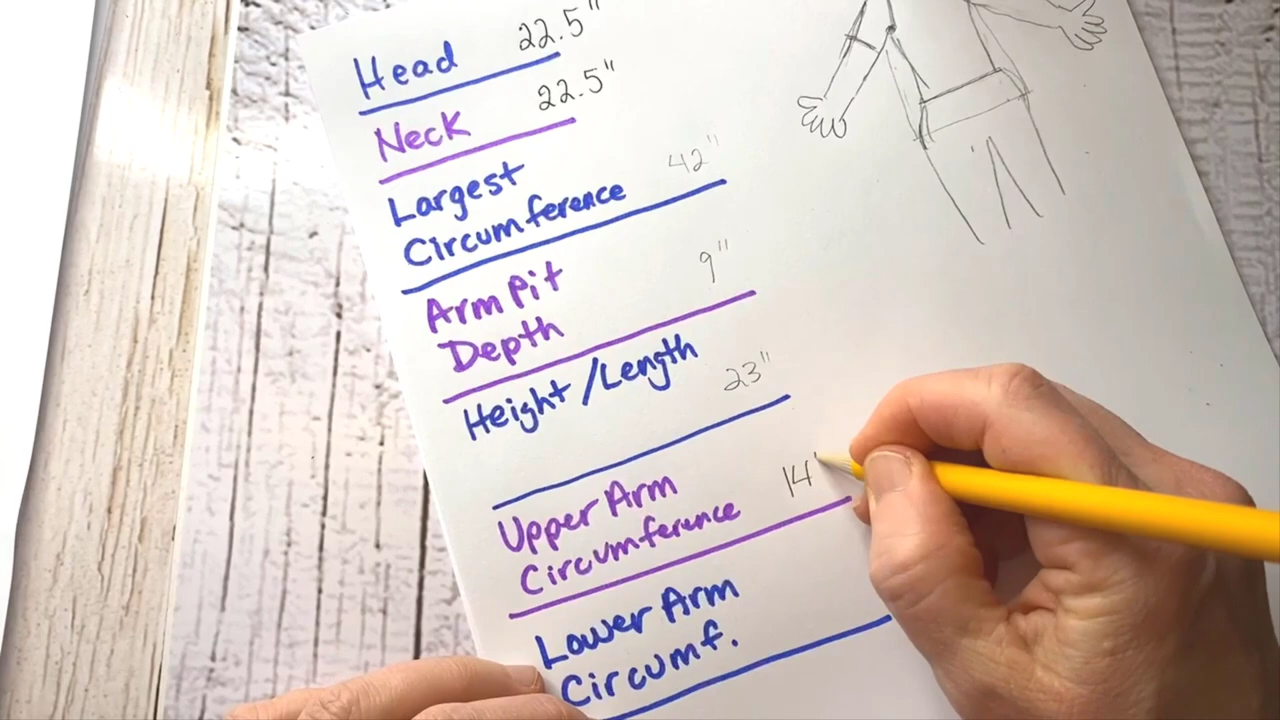 Head 22.5"
Neck 22.5"
Largest
Circumference 42"
Arm Pit
Depth 9"
Height/Length 23"
Upper Arm
Circumference 14'
Lower Arm
Circumf.